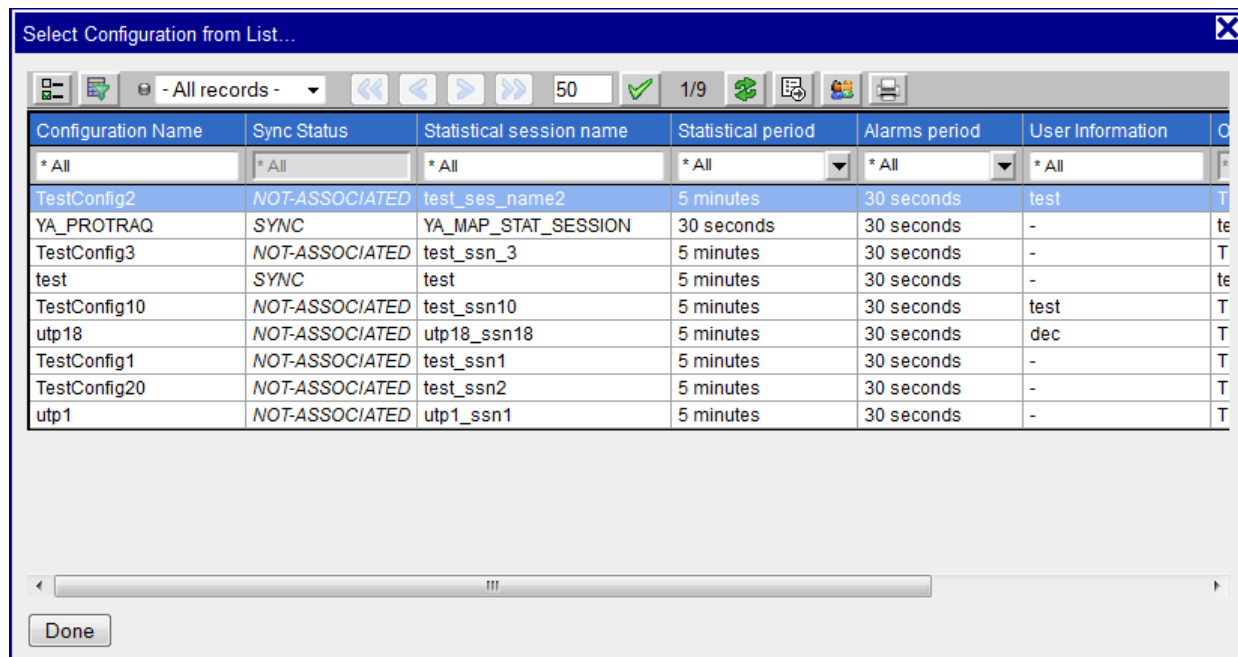 Select Configuration from List...
- All records - 50 1/9
Configuration Name Sync Status Statistical session name Statistical period Alarms period User Information O
* All * All * All * All * All * All *
TestConfig2 NOT-ASSOCIATED test_ses_name2 5 minutes 30 seconds test T
YA_PROTRAQ SYNC YA_MAP_STAT_SESSION 30 seconds 30 seconds - te
TestConfig3 NOT-ASSOCIATED test_ssn_3 5 minutes 30 seconds - T
test SYNC test 5 minutes 30 seconds - te
TestConfig10 NOT-ASSOCIATED test_ssn10 5 minutes 30 seconds test T
utp18 NOT-ASSOCIATED utp18_ssn18 5 minutes 30 seconds dec T
TestConfig1 NOT-ASSOCIATED test_ssn1 5 minutes 30 seconds - T
TestConfig20 NOT-ASSOCIATED test_ssn2 5 minutes 30 seconds - T
utp1 NOT-ASSOCIATED utp1_ssn1 5 minutes 30 seconds - T
Done